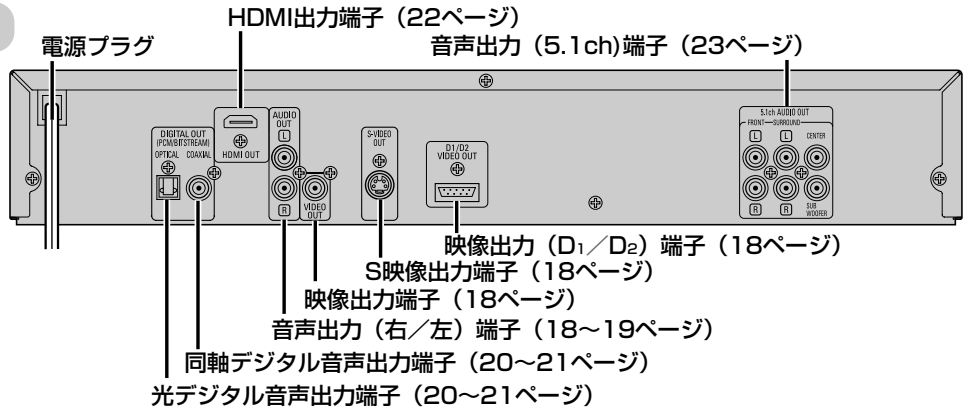 HDMI出力端子（22ページ）
電源プラグ
音声出力（5.1ch)端子（23ページ）
DIGITAL OUT
(PCM/BITSTREAM)
OPTICAL COAXIAL
HDMI OUT
AUDIO
OUT
L
R
VIDEO
OUT
S-VIDEO
OUT
D1/D2
VIDEO OUT
5.1ch AUDIO OUT
FRONT SURROUND
L L CENTER
R R SUB
WOOFER
映像出力（D1／D2）端子（18ページ）
S映像出力端子（18ページ）
映像出力端子（18ページ）
音声出力（右／左）端子（18〜19ページ）
同軸デジタル音声出力端子（20〜21ページ）
光デジタル音声出力端子（20〜21ページ）